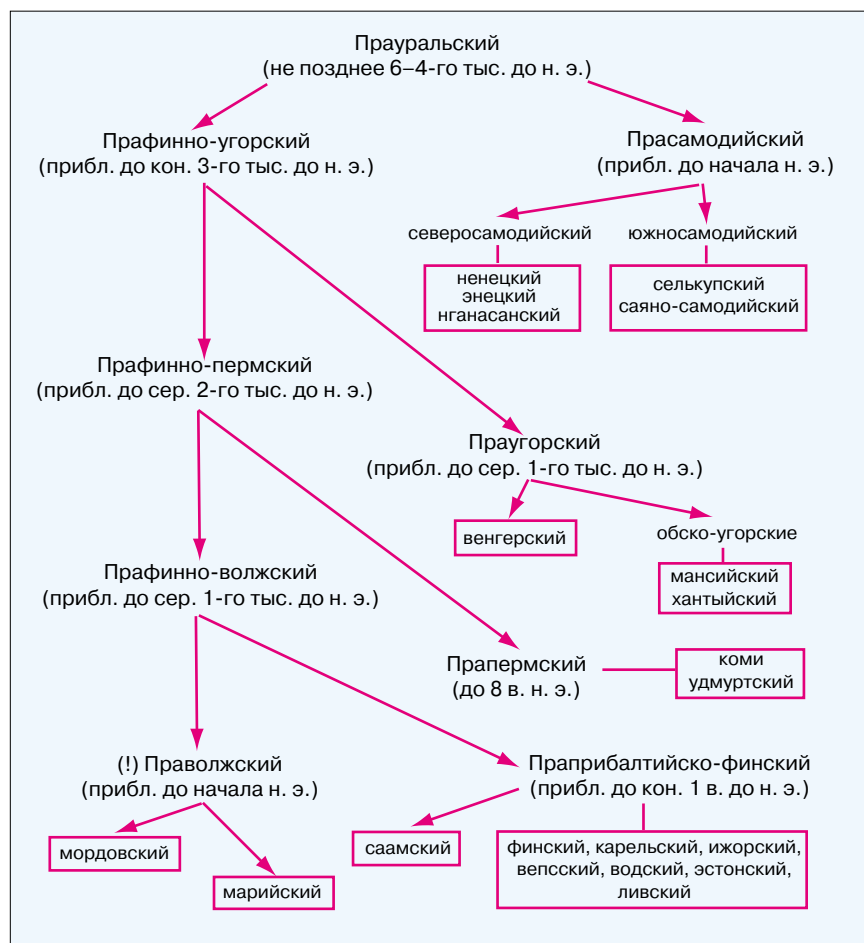 Прауральский
(не позднее 6–4-го тыс. до н. э.)
Прафинно-угорский
(прибл. до кон. 3-го тыс. до н. э.)
Прасамодийский
(прибл. до начала н. э.)
северосамодийский
южносамодийский
ненецкий
энецкий
нганасанский
селькупский
саяно-самодийский
Прафинно-пермский
(прибл. до сер. 2-го тыс. до н. э.)
Праугорский
(прибл. до сер. 1-го тыс. до н. э.)
венгерский
обско-угорские
мансийский
хантыйский
Прафинно-волжский
(прибл. до сер. 1-го тыс. до н. э.)
Прапермский
(до 8 в. н. э.)
коми
удмуртский
(!) Праволжский
(прибл. до начала н. э.)
Праприбалтийско-финский
(прибл. до кон. 1 в. до н. э.)
мордовский
марийский
саамский
финский, карельский, ижорский,
вепсский, водский, эстонский,
ливский